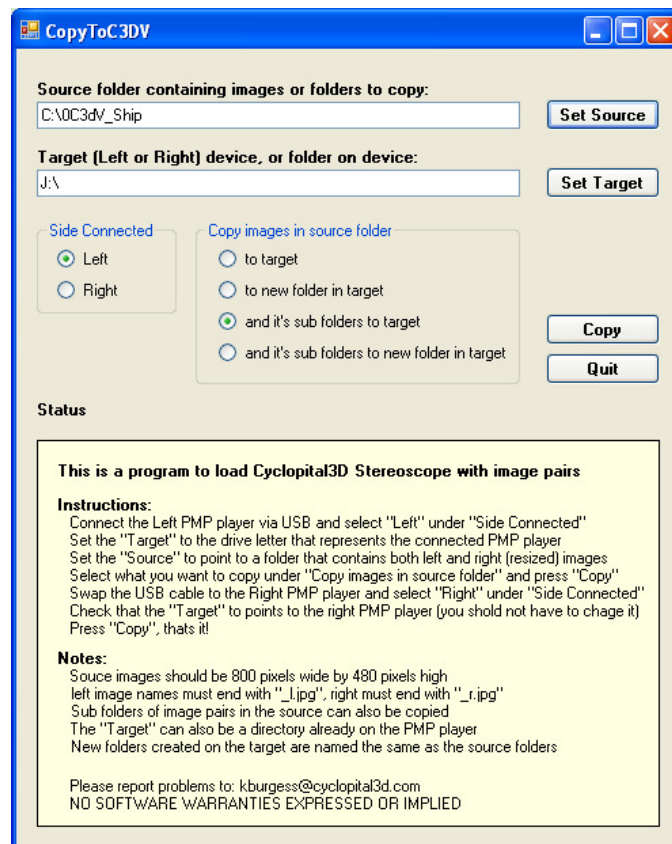 CopyToC3DV
Source folder containing images or folders to copy:
C:\0C3dV_Ship
Set Source
Target (Left or Right) device, or folder on device:
J:\
Set Target
Side Connected
Left
Right
Copy images in source folder
to target
to new folder in target
and it's sub folders to target
and it's sub folders to new folder in target
Copy
Quit
Status
This is a program to load Cyclopital3D Stereoscope with image pairs
Instructions:
Connect the Left PMP player via USB and select "Left" under "Side Connected"
Set the "Target" to the drive letter that represents the connected PMP player
Set the "Source" to point to a folder that contains both left and right (resized) images
Select what you want to copy under "Copy images in source folder" and press "Copy"
Swap the USB cable to the Right PMP player and select "Right" under "Side Connected"
Check that the "Target" to points to the right PMP player (you shold not have to chage it)
Press "Copy", thats it!
Notes:
Souce images should be 800 pixels wide by 480 pixels high
left image names must end with "_l.jpg", right must end with "_r.jpg"
Sub folders of image pairs in the source can also be copied
The "Target" can also be a directory already on the PMP player
New folders created on the target are named the same as the source folders
Please report problems to: kburgess@cyclopital3d.com
NO SOFTWARE WARRANTIES EXPRESSED OR IMPLIED